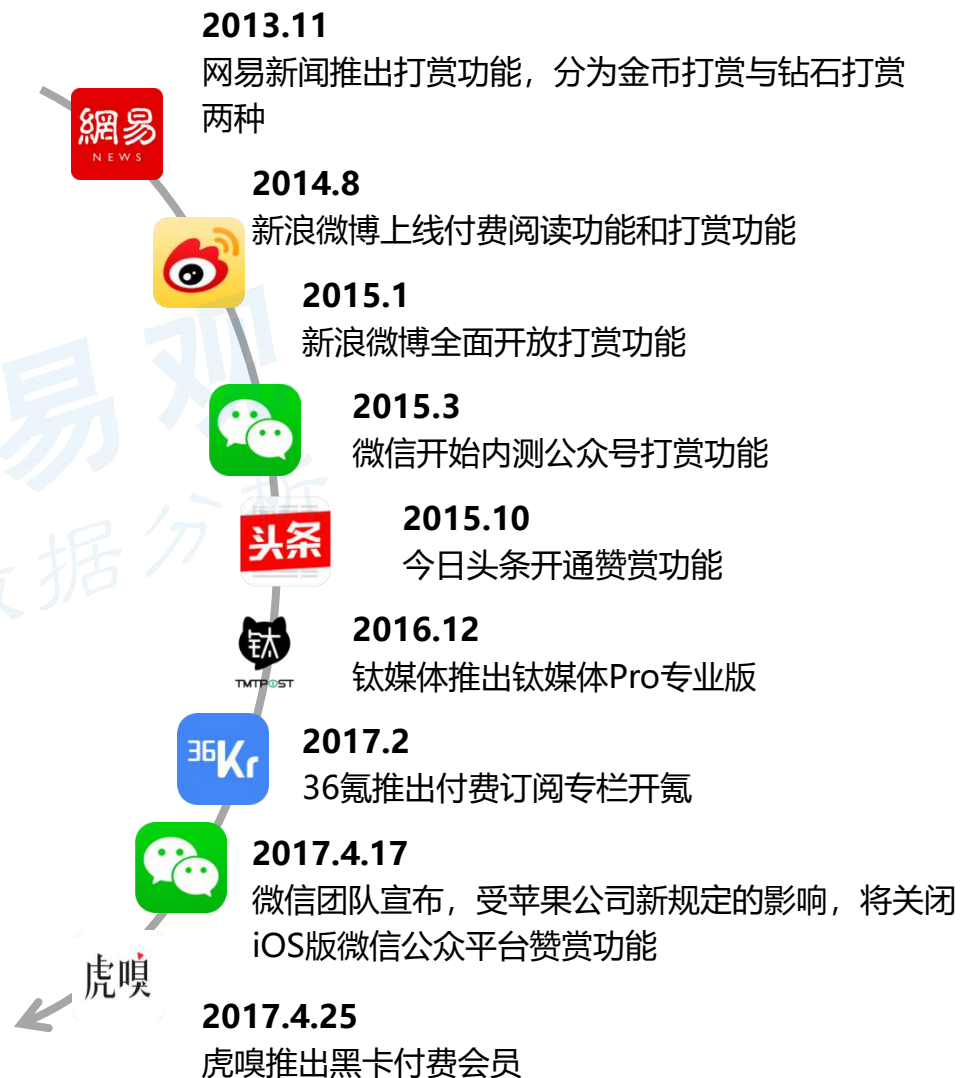 2013.11
网易新闻推出打赏功能，分为金币打赏与钻石打赏
两种
網易
NEWS
2014.8
新浪微博上线付费阅读功能和打赏功能
2015.1
新浪微博全面开放打赏功能
易观
2015.3
微信开始内测公众号打赏功能
数据分析
头条
2015.10
今日头条开通赞赏功能
钛
TMTPOST
2016.12
钛媒体推出钛媒体Pro专业版
36Kr
2017.2
36氪推出付费订阅专栏开氪
2017.4.17
微信团队宣布，受苹果公司新规定的影响，将关闭
iOS版微信公众平台赞赏功能
虎嗅
2017.4.25
虎嗅推出黑卡付费会员